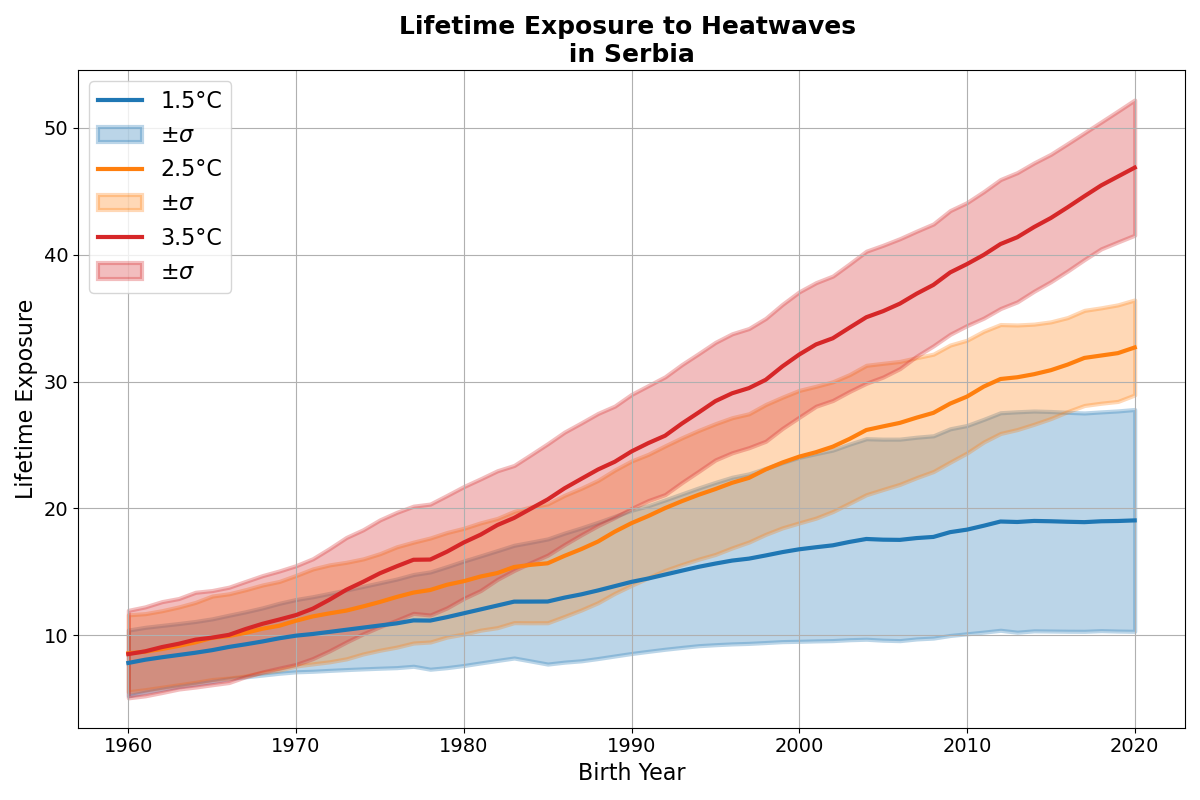 Lifetime Exposure to Heatwaves
in Serbia
1.5°C
±σ
2.5°C
±σ
3.5°C
±σ
Lifetime Exposure
50
40
30
20
10
1960 1970 1980 1990 2000 2010 2020
Birth Year